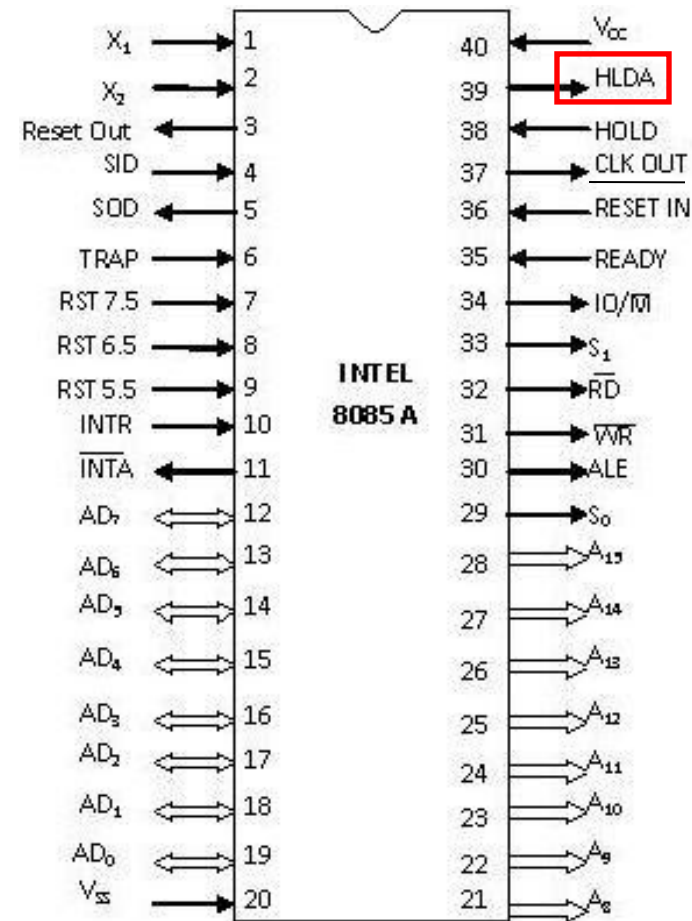 X₁ 1 40 Vcc
X₂ 2 39 HLDA
Reset Out 3 38 HOLD
SID 4 37 CLK OUT
SOD 5 36 RESET IN
TRAP 6 35 READY
RST 7.5 7 34 IO/M̅
RST 6.5 8 33 S₁
RST 5.5 9 32 R̅D̅
INTR 10 31 W̅R̅
I̅N̅T̅A̅ 11 30 ALE
AD₇ 12 29 S₀
AD₆ 13 28 A₁₅
AD₅ 14 27 A₁₄
AD₄ 15 26 A₁₃
AD₃ 16 25 A₁₂
AD₂ 17 24 A₁₁
AD₁ 18 23 A₁₀
AD₀ 19 22 A₉
Vss 20 21 A₈
INTEL
8085 A